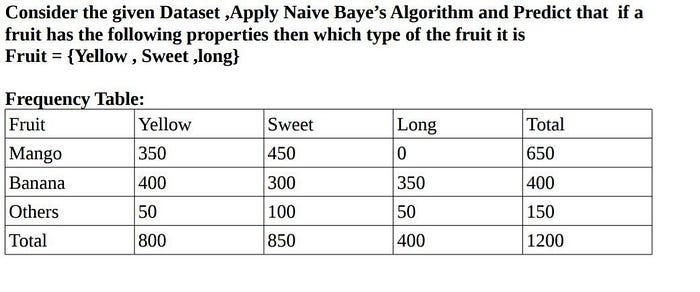 Consider the given Dataset ,Apply Naive Baye’s Algorithm and Predict that if a
fruit has the following properties then which type of the fruit it is
Fruit = {Yellow , Sweet ,long}
Frequency Table:
Fruit Yellow Sweet Long Total
Mango 350 450 0 650
Banana 400 300 350 400
Others 50 100 50 150
Total 800 850 400 1200